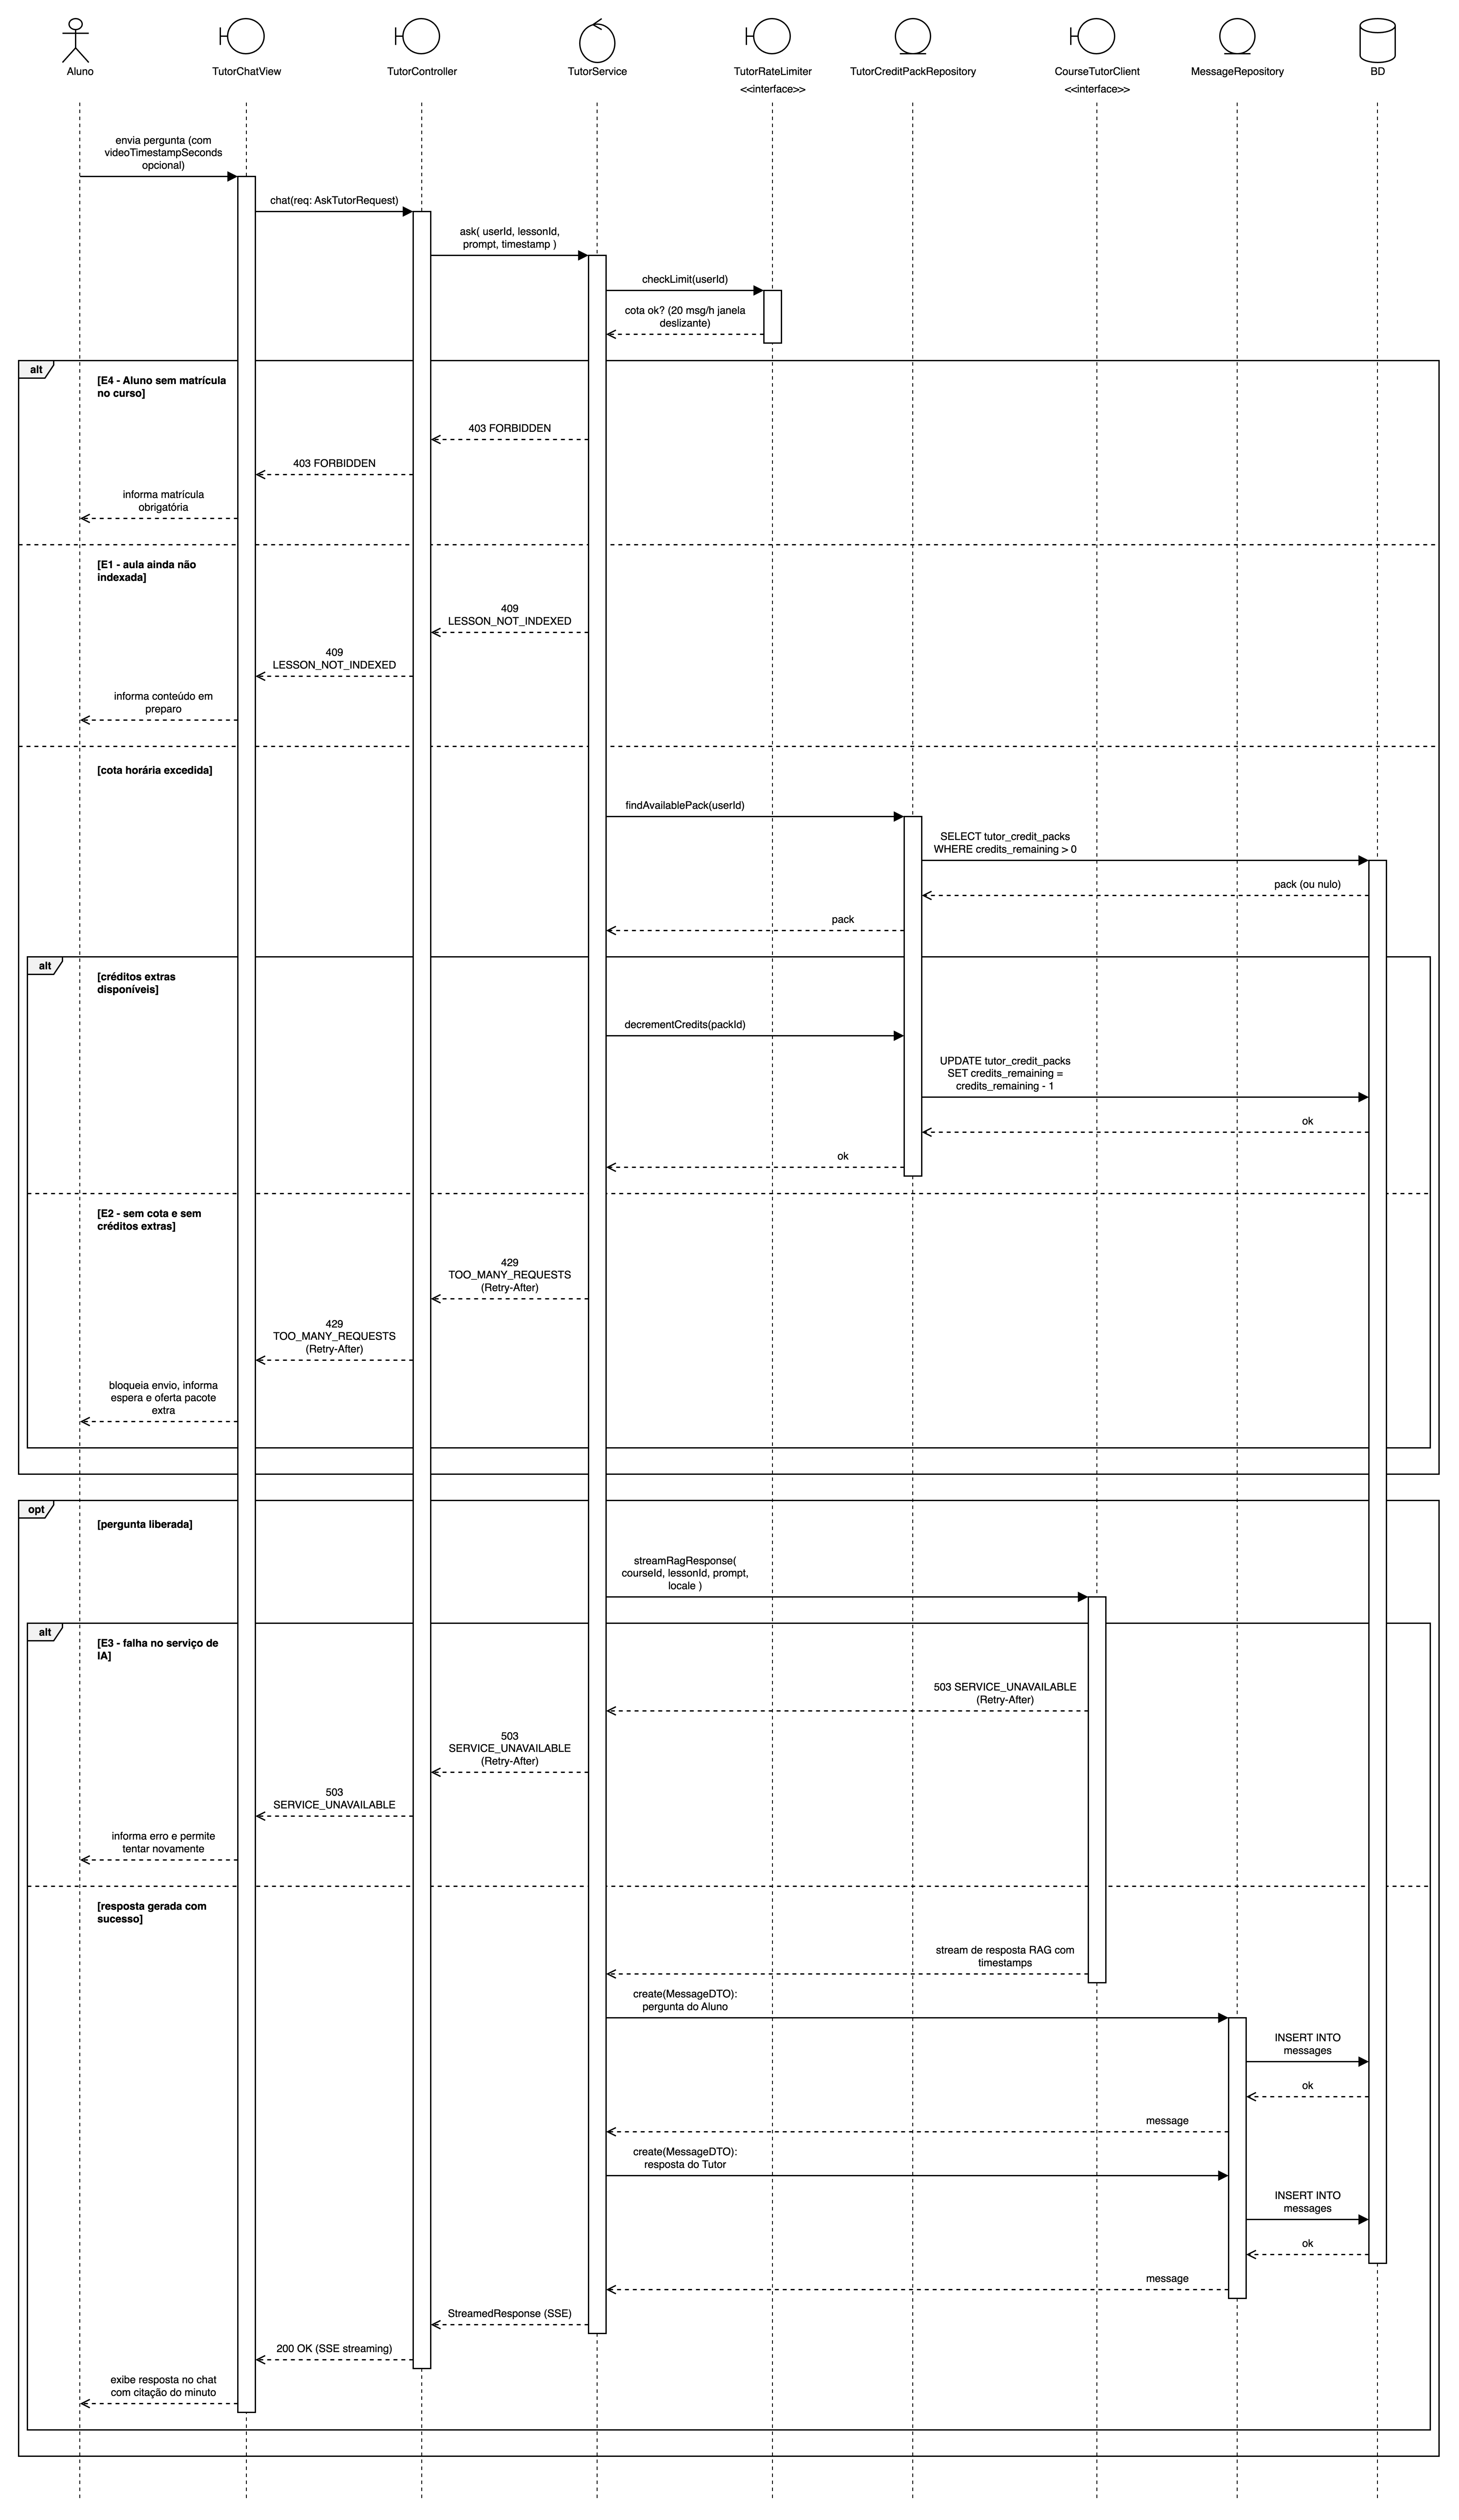 Aluno
TutorChatView
TutorController
TutorService
TutorRateLimiter
<<interface>>
TutorCreditPackRepository
CourseTutorClient
<<interface>>
MessageRepository
BD
envia pergunta (com
videoTimestampSeconds
opcional)
chat(req: AskTutorRequest)
ask( userId, lessonId,
prompt, timestamp )
checkLimit(userId)
cota ok? (20 msg/h janela
deslizante)
alt
[E4 - Aluno sem matrícula
no curso]
403 FORBIDDEN
403 FORBIDDEN
informa matrícula
obrigatória
[E1 - aula ainda não
indexada]
409
LESSON_NOT_INDEXED
409
LESSON_NOT_INDEXED
informa conteúdo em
preparo
[cota horária excedida]
findAvailablePack(userId)
SELECT tutor_credit_packs
WHERE credits_remaining > 0
pack (ou nulo)
pack
alt
[créditos extras
disponíveis]
decrementCredits(packId)
UPDATE tutor_credit_packs
SET credits_remaining =
credits_remaining - 1
ok
ok
[E2 - sem cota e sem
créditos extras]
429
TOO_MANY_REQUESTS
(Retry-After)
429
TOO_MANY_REQUESTS
(Retry-After)
bloqueia envio, informa
espera e oferta pacote
extra
opt
[pergunta liberada]
streamRagResponse(
courseId, lessonId, prompt,
locale )
alt
[E3 - falha no serviço de
IA]
503 SERVICE_UNAVAILABLE
(Retry-After)
503
SERVICE_UNAVAILABLE
(Retry-After)
503
SERVICE_UNAVAILABLE
informa erro e permite
tentar novamente
[resposta gerada com
sucesso]
stream de resposta RAG com
timestamps
create(MessageDTO):
pergunta do Aluno
INSERT INTO
messages
ok
message
create(MessageDTO):
resposta do Tutor
INSERT INTO
messages
ok
message
StreamedResponse (SSE)
200 OK (SSE streaming)
exibe resposta no chat
com citação do minuto